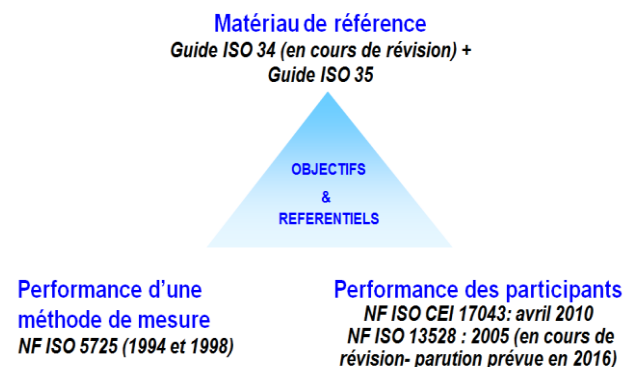 Matériau de référence
Guide ISO 34 (en cours de révision) +
Guide ISO 35
OBJECTIFS
&
REFERENTIELS
Performance d'une
méthode de mesure
NF ISO 5725 (1994 et 1998)
Performance des participants
NF ISO CEI 17043: avril 2010
NF ISO 13528 : 2005 (en cours de
révision- parution prévue en 2016)